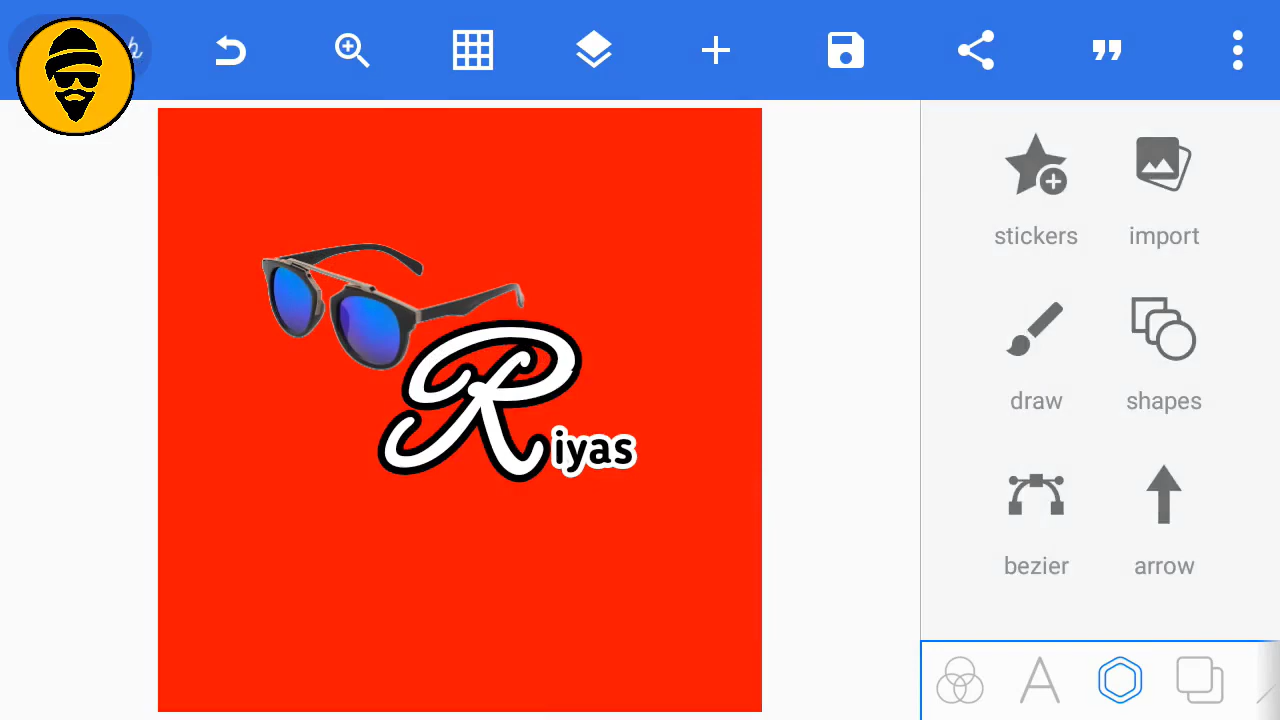 stickers import
Riyas
draw shapes
bezier arrow
A